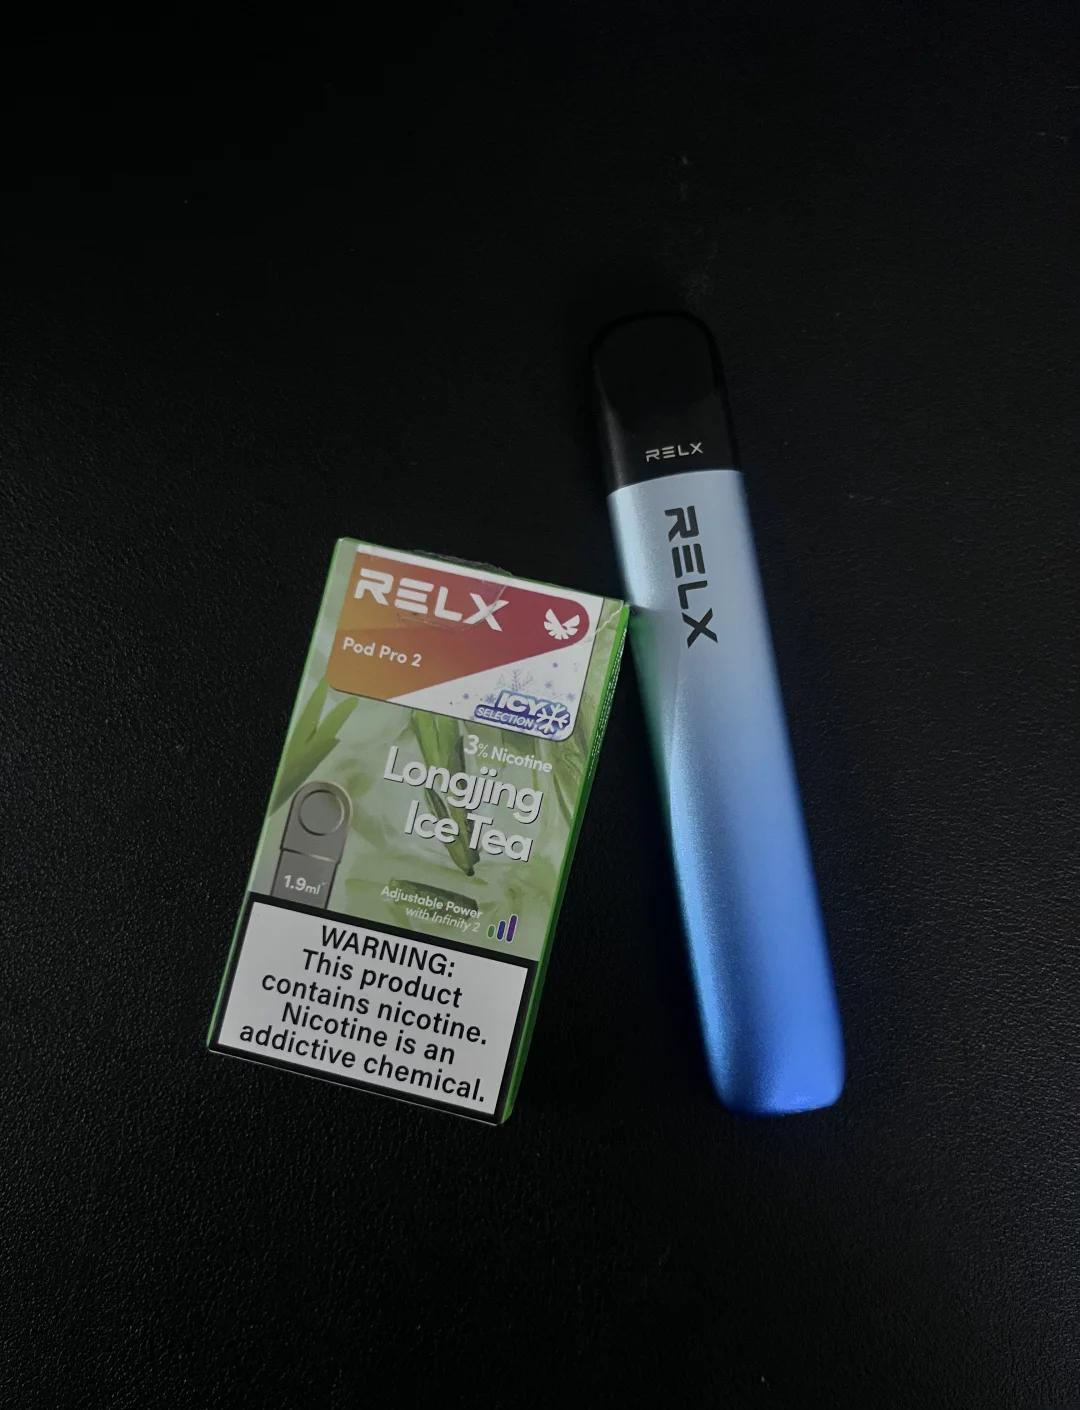 RELX
Pod Pro 2
ICY
SELECTION
3% Nicotine
Longjing
Ice Tea
1.9ml
Adjustable Power
with Infinity 2
WARNING:
This product
contains nicotine.
Nicotine is an
addictive chemical.
RELX
RELX